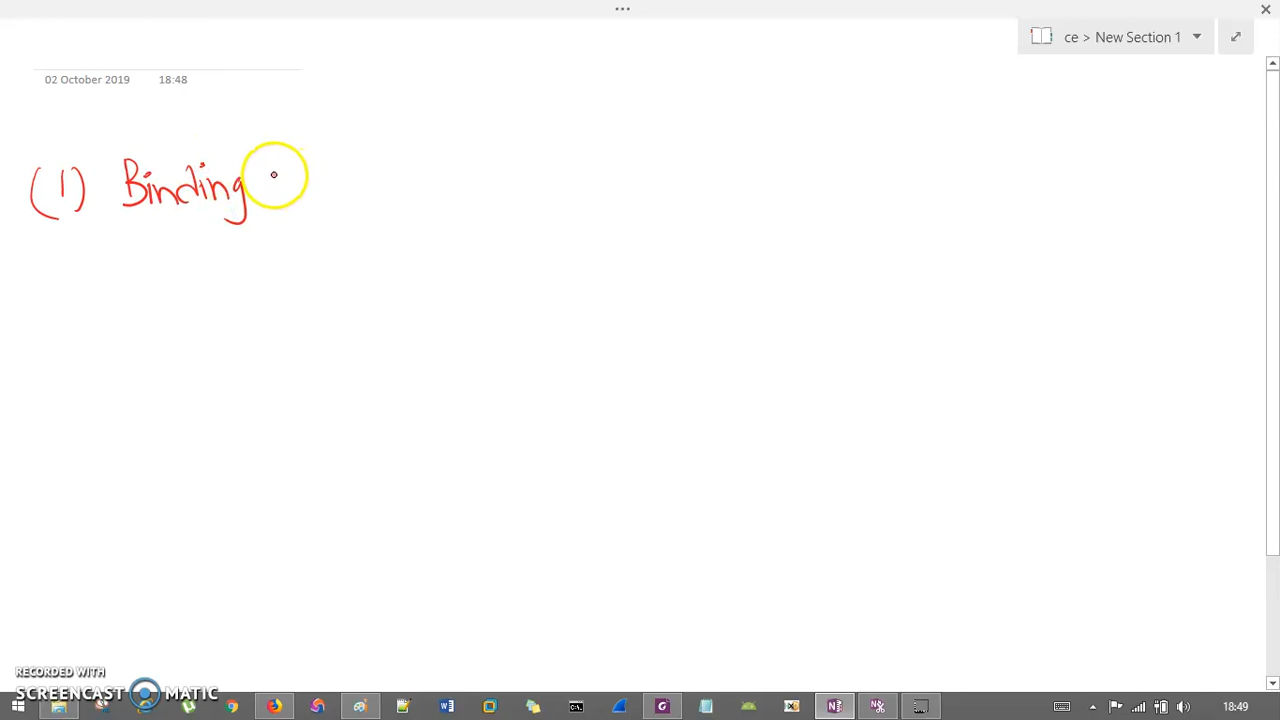 ce > New Section 1
02 October 2019 18:48
(1) Binding
RECORDED WITH
SCREENCAST MATIC
18:49